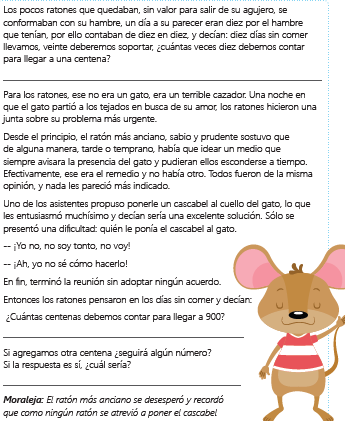 Los pocos ratones que quedaban, sin valor para salir de su agujero, se
conformaban con su hambre, un día a su parecer eran diez por el hambre
que tenían, por ello contaban de diez en diez, y decían: diez días sin comer
llevamos, veinte deberemos soportar, ¿cuántas veces diez debemos contar
para llegar a una centena?
Para los ratones, ese no era un gato, era un terrible cazador. Una noche en
que el gato partió a los tejados en busca de su amor, los ratones hicieron una
junta sobre su problema más urgente.
Desde el principio, el ratón más anciano, sabio y prudente sostuvo que
de alguna manera, tarde o temprano, había que idear un medio que
siempre avisara la presencia del gato y pudieran ellos esconderse a tiempo.
Efectivamente, ese era el remedio y no había otro. Todos fueron de la misma
opinión, y nada les pareció más indicado.
Uno de los asistentes propuso ponerle un cascabel al cuello del gato, lo que
les entusiasmó muchísimo y decían sería una excelente solución. Sólo se
presentó una dificultad: quién le ponía el cascabel al gato.
-- ¡Yo no, no soy tonto, no voy!
-- ¡Ah, yo no sé cómo hacerlo!
En fin, terminó la reunión sin adoptar ningún acuerdo.
Entonces los ratones pensaron en los días sin comer y decían:
¿Cuántas centenas debemos contar para llegar a 900?
Si agregamos otra centena ¿seguirá algún número?
Si la respuesta es sí, ¿cuál sería?
Moraleja: El ratón más anciano se desesperó y recordó
que como ningún ratón se atrevió a poner el cascabel